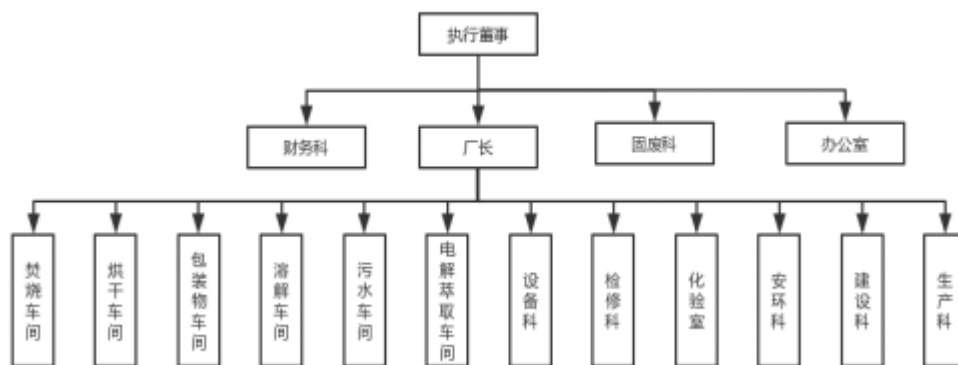 执行董事
财务科
厂长
固废科
办公室
焚烧车间
烘干车间
包装物车间
溶解车间
污水车间
电解萃取车间
设备科
检修科
化验室
安环科
建设科
生产科